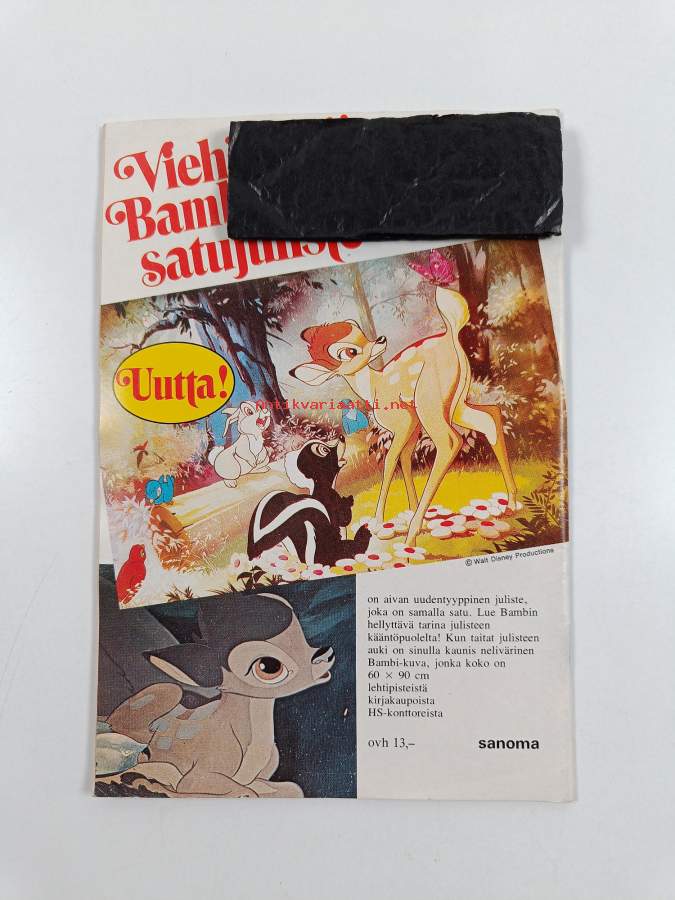 Uutta!
Antikvariaatti.net
© Walt Disney Productions
on aivan uudentyyppinen juliste,
joka on samalla satu. Lue Bambin
hellyttävä tarina julisteen
kääntöpuolelta! Kun taitat julisteen
auki on sinulla kaunis nelivärinen
Bambi-kuva, jonka koko on
60 × 90 cm
lehtipisteistä
kirjakaupoista
HS-konttoreista
ovh 13,–
sanoma